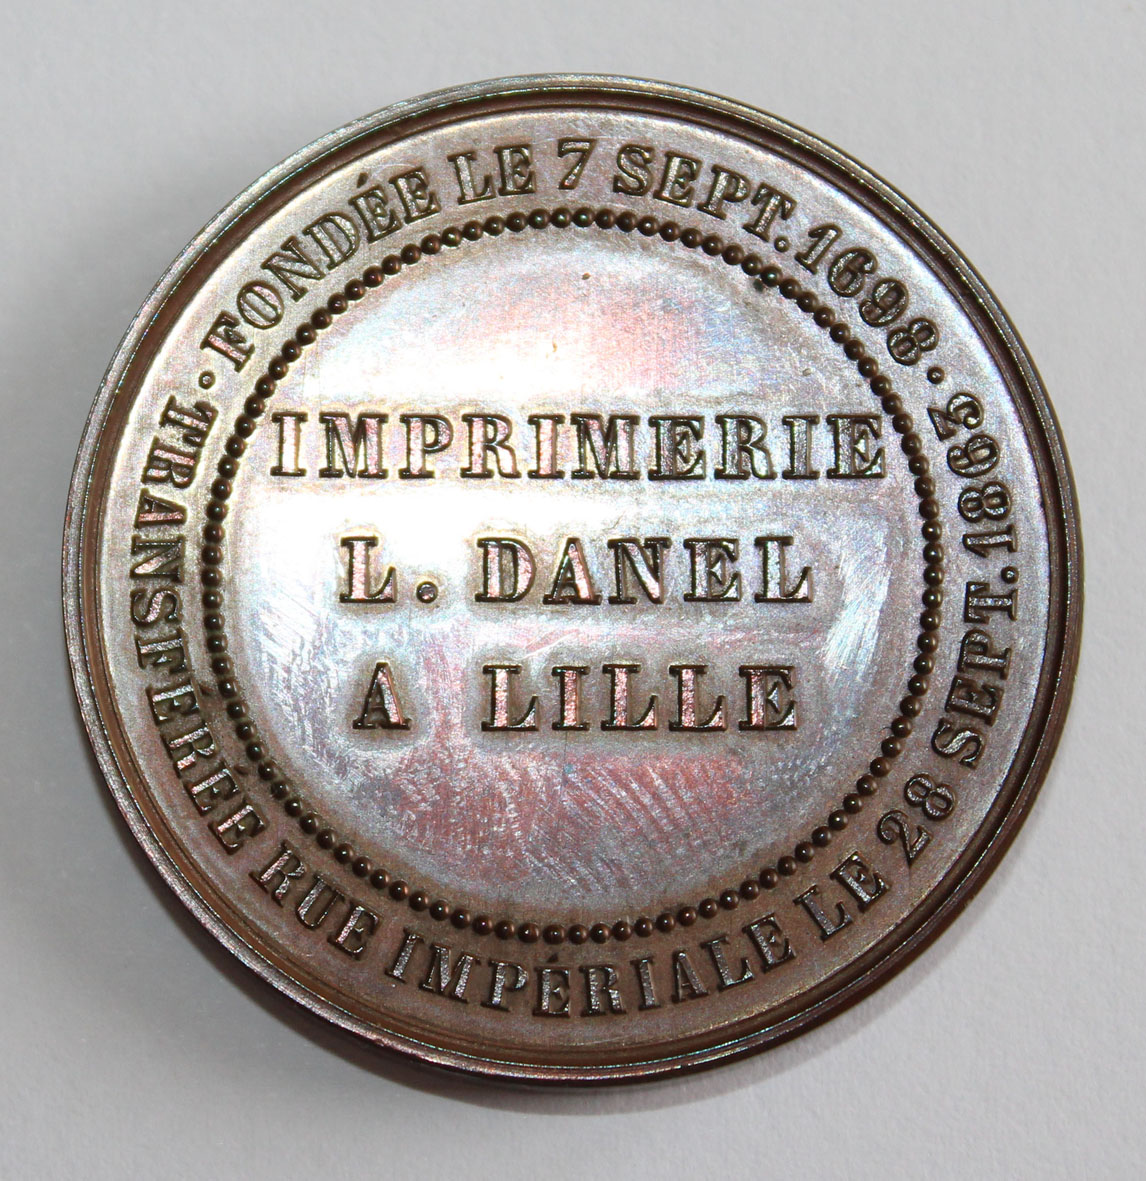 FONDÉE LE 7 SEPT. 1698.
TRANSFÉRÉE RUE IMPÉRIALE LE 28 SEPT. 1863
IMPRIMERIE
L. DANEL
A LILLE